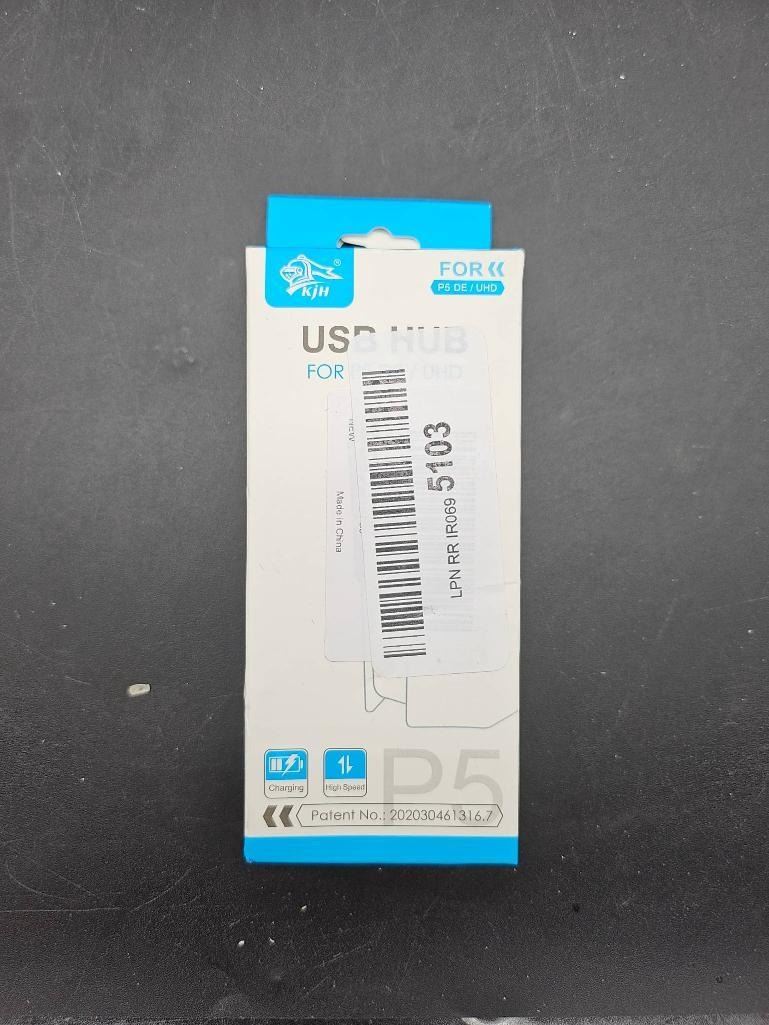 KJH
®
FOR
P5 DE / UHD
USB HUB
FOR / UHD
new
Made in China
LPN RR IR069 5103
Charging
High Speed
P5
Patent No.: 202030461316.7